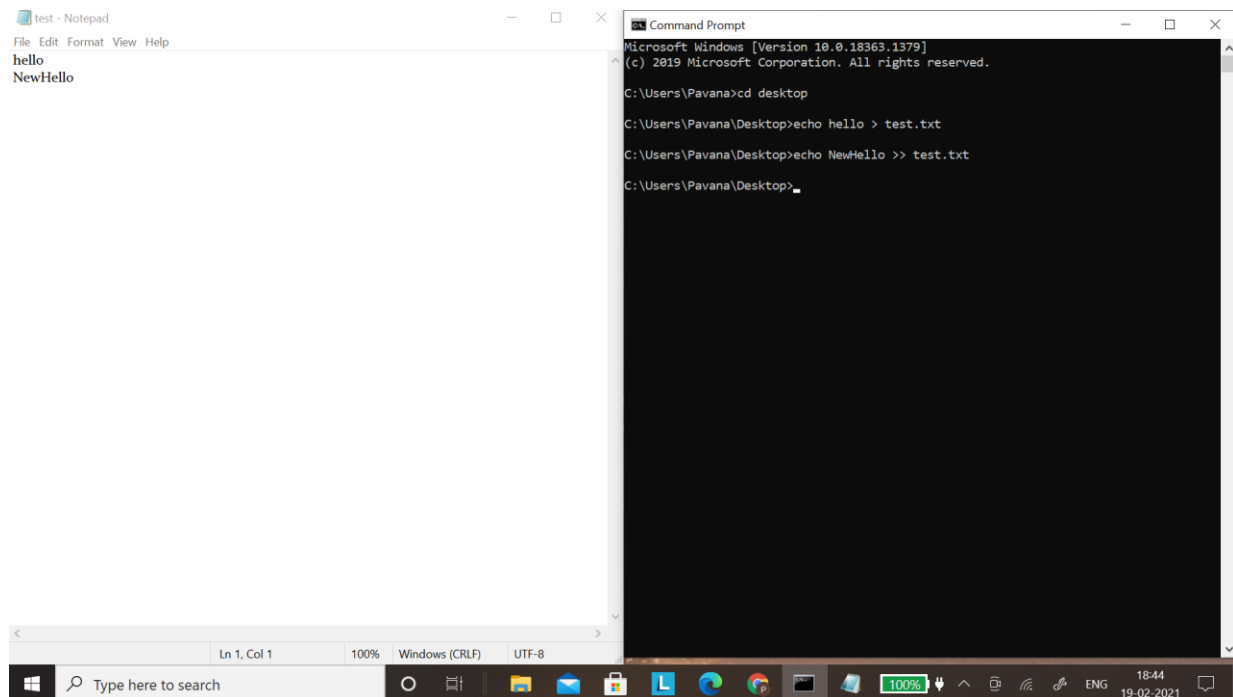 test - Notepad
File Edit Format View Help
hello
NewHello
Ln 1, Col 1 100% Windows (CRLF) UTF-8
Command Prompt
Microsoft Windows [Version 10.0.18363.1379]
(c) 2019 Microsoft Corporation. All rights reserved.
C:\Users\Pavana>cd desktop
C:\Users\Pavana\Desktop>echo hello > test.txt
C:\Users\Pavana\Desktop>echo NewHello >> test.txt
C:\Users\Pavana\Desktop>
Type here to search
L
100%
ENG
18:44
19-02-2021